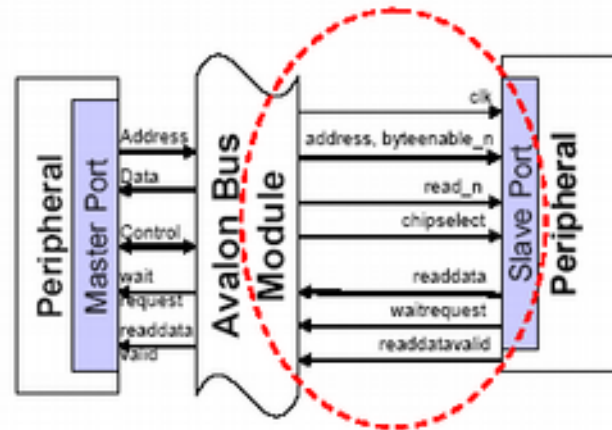 Peripheral
Master Port
Address
Data
Control
wait
request
readdata
valid
Avalon Bus
Module
clk
address, byteenable_n
read_n
chipselect
readdata
waitrequest
readdatavalid
Slave Port
Peripheral